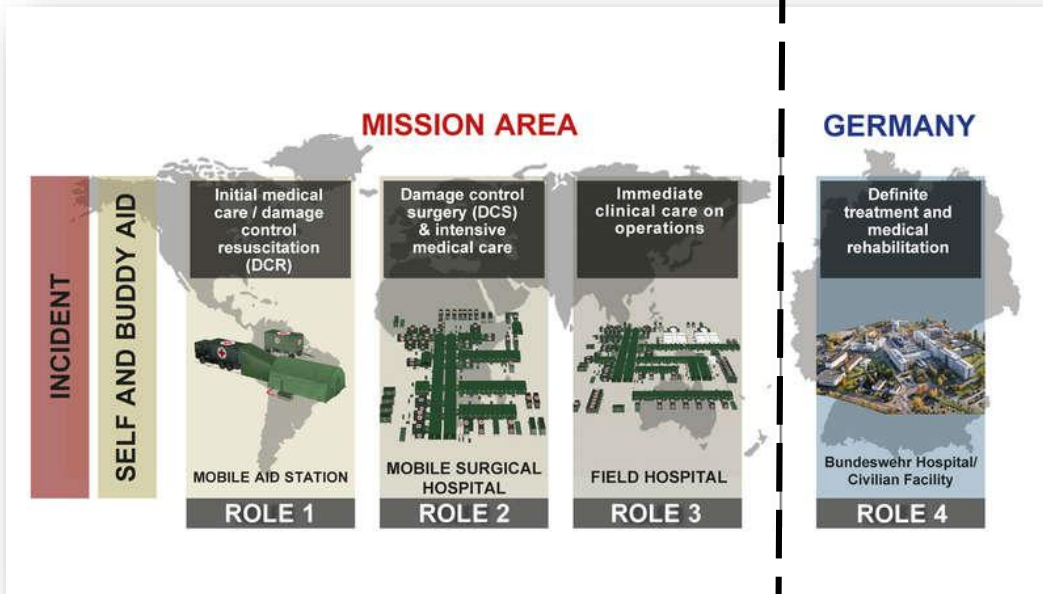 MISSION AREA
GERMANY
INCIDENT
SELF AND BUDDY AID
Initial medical
care / damage
control
resuscitation
(DCR)
MOBILE AID STATION
ROLE 1
Damage control
surgery (DCS)
& intensive
medical care
MOBILE SURGICAL
HOSPITAL
ROLE 2
Immediate
clinical care on
operations
FIELD HOSPITAL
ROLE 3
Definite
treatment and
medical
rehabilitation
Bundeswehr Hospital/
Civilian Facility
ROLE 4